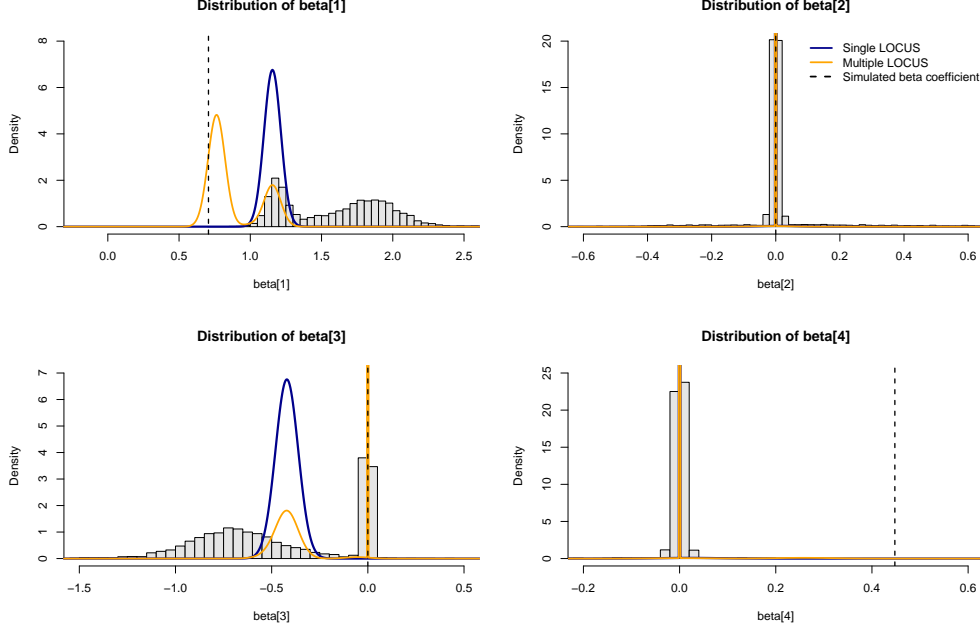 Distribution of beta[1]
Density
0
2
4
6
8
0.0 0.5 1.0 1.5 2.0 2.5
beta[1]
Distribution of beta[2]
Density
0
5
10
15
20
Single LOCUS
Multiple LOCUS
Simulated beta coefficient
−0.6 −0.4 −0.2 0.0 0.2 0.4 0.6
beta[2]
Distribution of beta[3]
Density
0
1
2
3
4
5
6
7
−1.5 −1.0 −0.5 0.0 0.5
beta[3]
Distribution of beta[4]
Density
0
5
10
15
20
25
−0.2 0.0 0.2 0.4 0.6
beta[4]